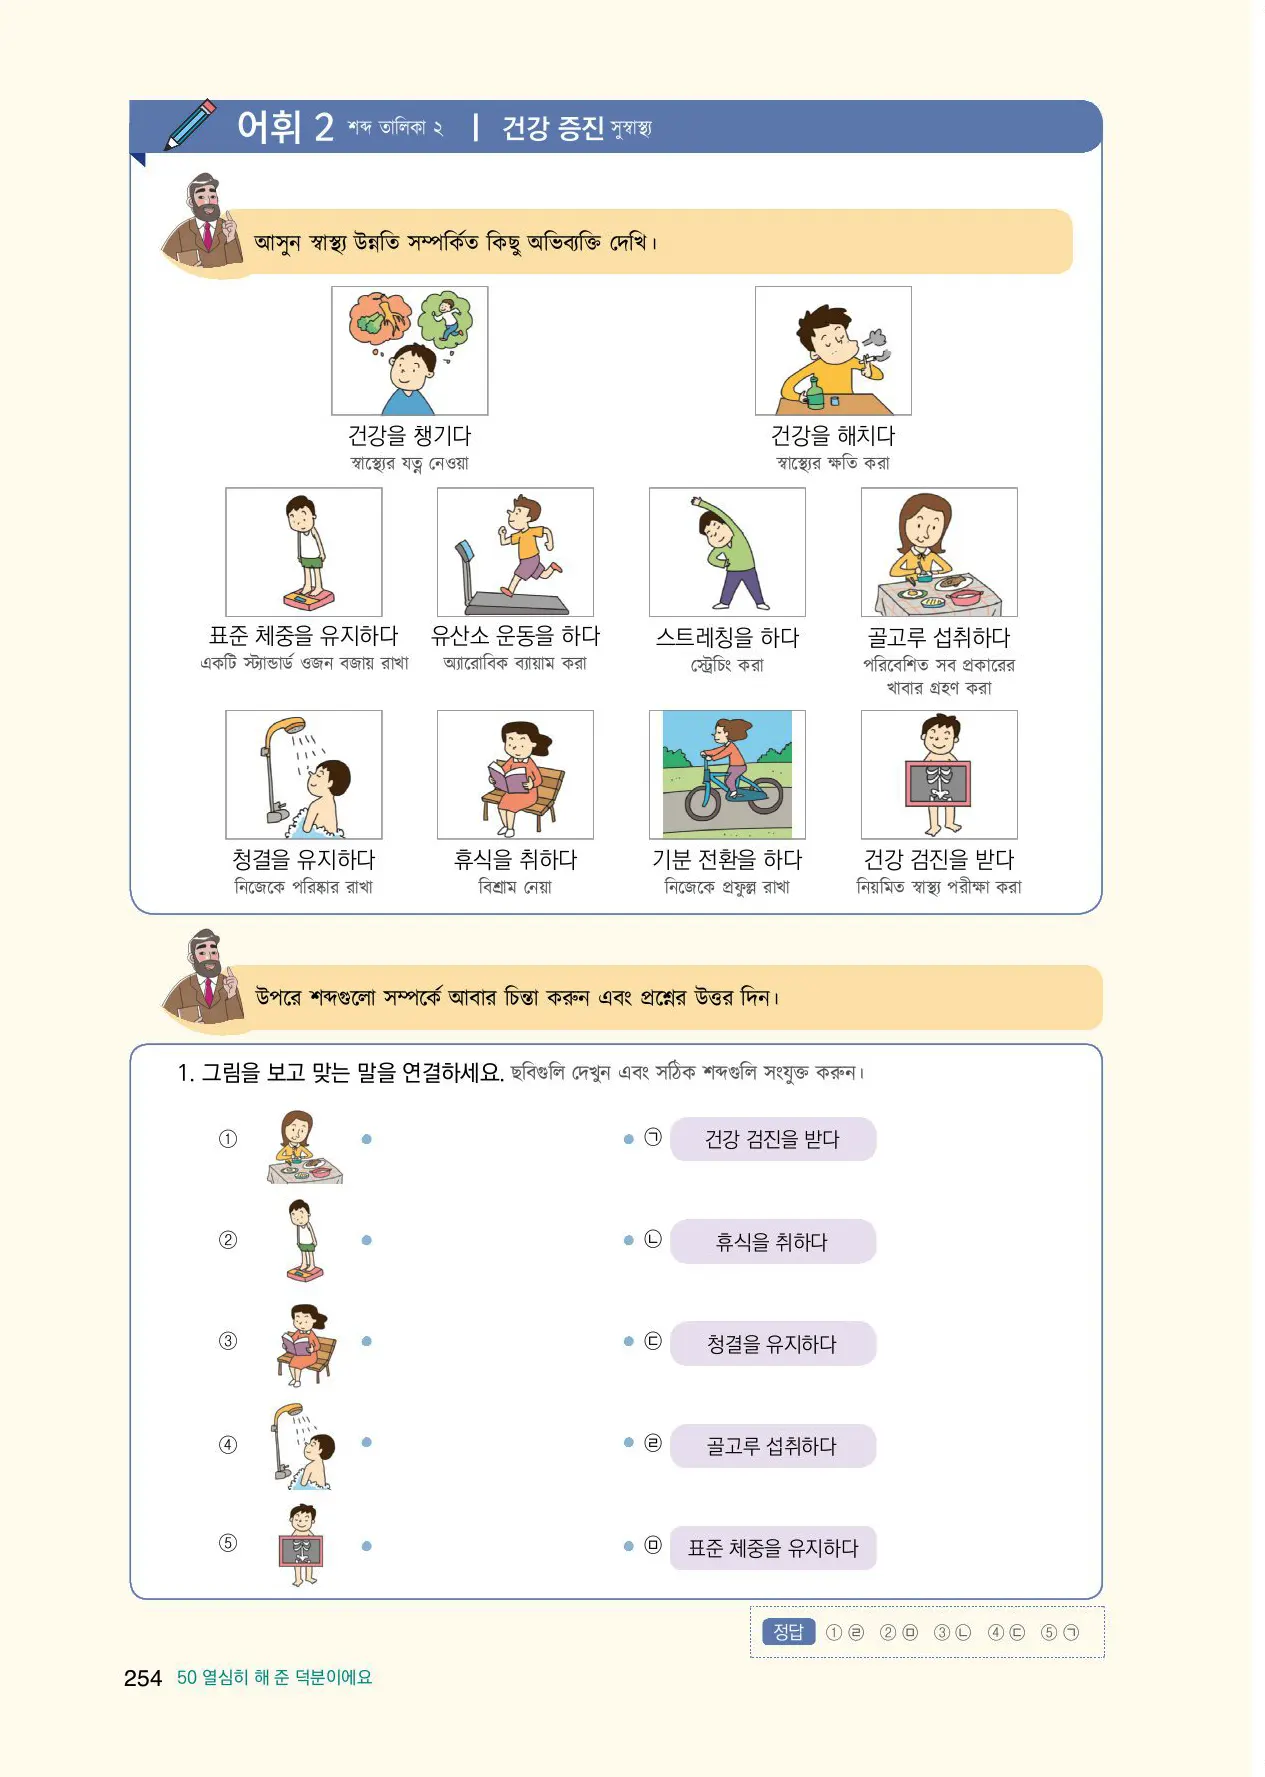 어휘 2 শব্দ তালিকা ২ | 건강 증진 সুস্বাস্থ্য
আসুন স্বাস্থ্য উন্নতি সম্পর্কিত কিছু অভিব্যক্তি দেখি।
건강을 챙기다 건강을 해치다
স্বাস্থ্যের যত্ন নেওয়া স্বাস্থ্যের ক্ষতি করা
표준 체중을 유지하다 유산소 운동을 하다 스트레칭을 하다 골고루 섭취하다
একটি স্ট্যান্ডার্ড ওজন বজায় রাখা অ্যারোবিক ব্যায়াম করা স্ট্রেচিং করা পরিবেশিত সব প্রকারের
খাবার গ্রহণ করা
청결을 유지하다 휴식을 취하다 기분 전환을 하다 건강 검진을 받다
নিজেকে পরিষ্কার রাখা বিশ্রাম নেয়া নিজেকে প্রফুল্ল রাখা নিয়মিত স্বাস্থ্য পরীক্ষা করা
উপরে শব্দগুলো সম্পর্কে আবার চিন্তা করুন এবং প্রশ্নের উত্তর দিন।
1. 그림을 보고 맞는 말을 연결하세요. ছবিগুলি দেখুন এবং সঠিক শব্দগুলি সংযুক্ত করুন।
① ㉠ 건강 검진을 받다
② ㉡ 휴식을 취하다
③ ㉢ 청결을 유지하다
④ ㉣ 골고루 섭취하다
⑤ ㉤ 표준 체중을 유지하다
정답 ① ㉣ ② ㉤ ③ ㉡ ④ ㉢ ⑤ ㉠
254 50 열심히 해 준 덕분이에요